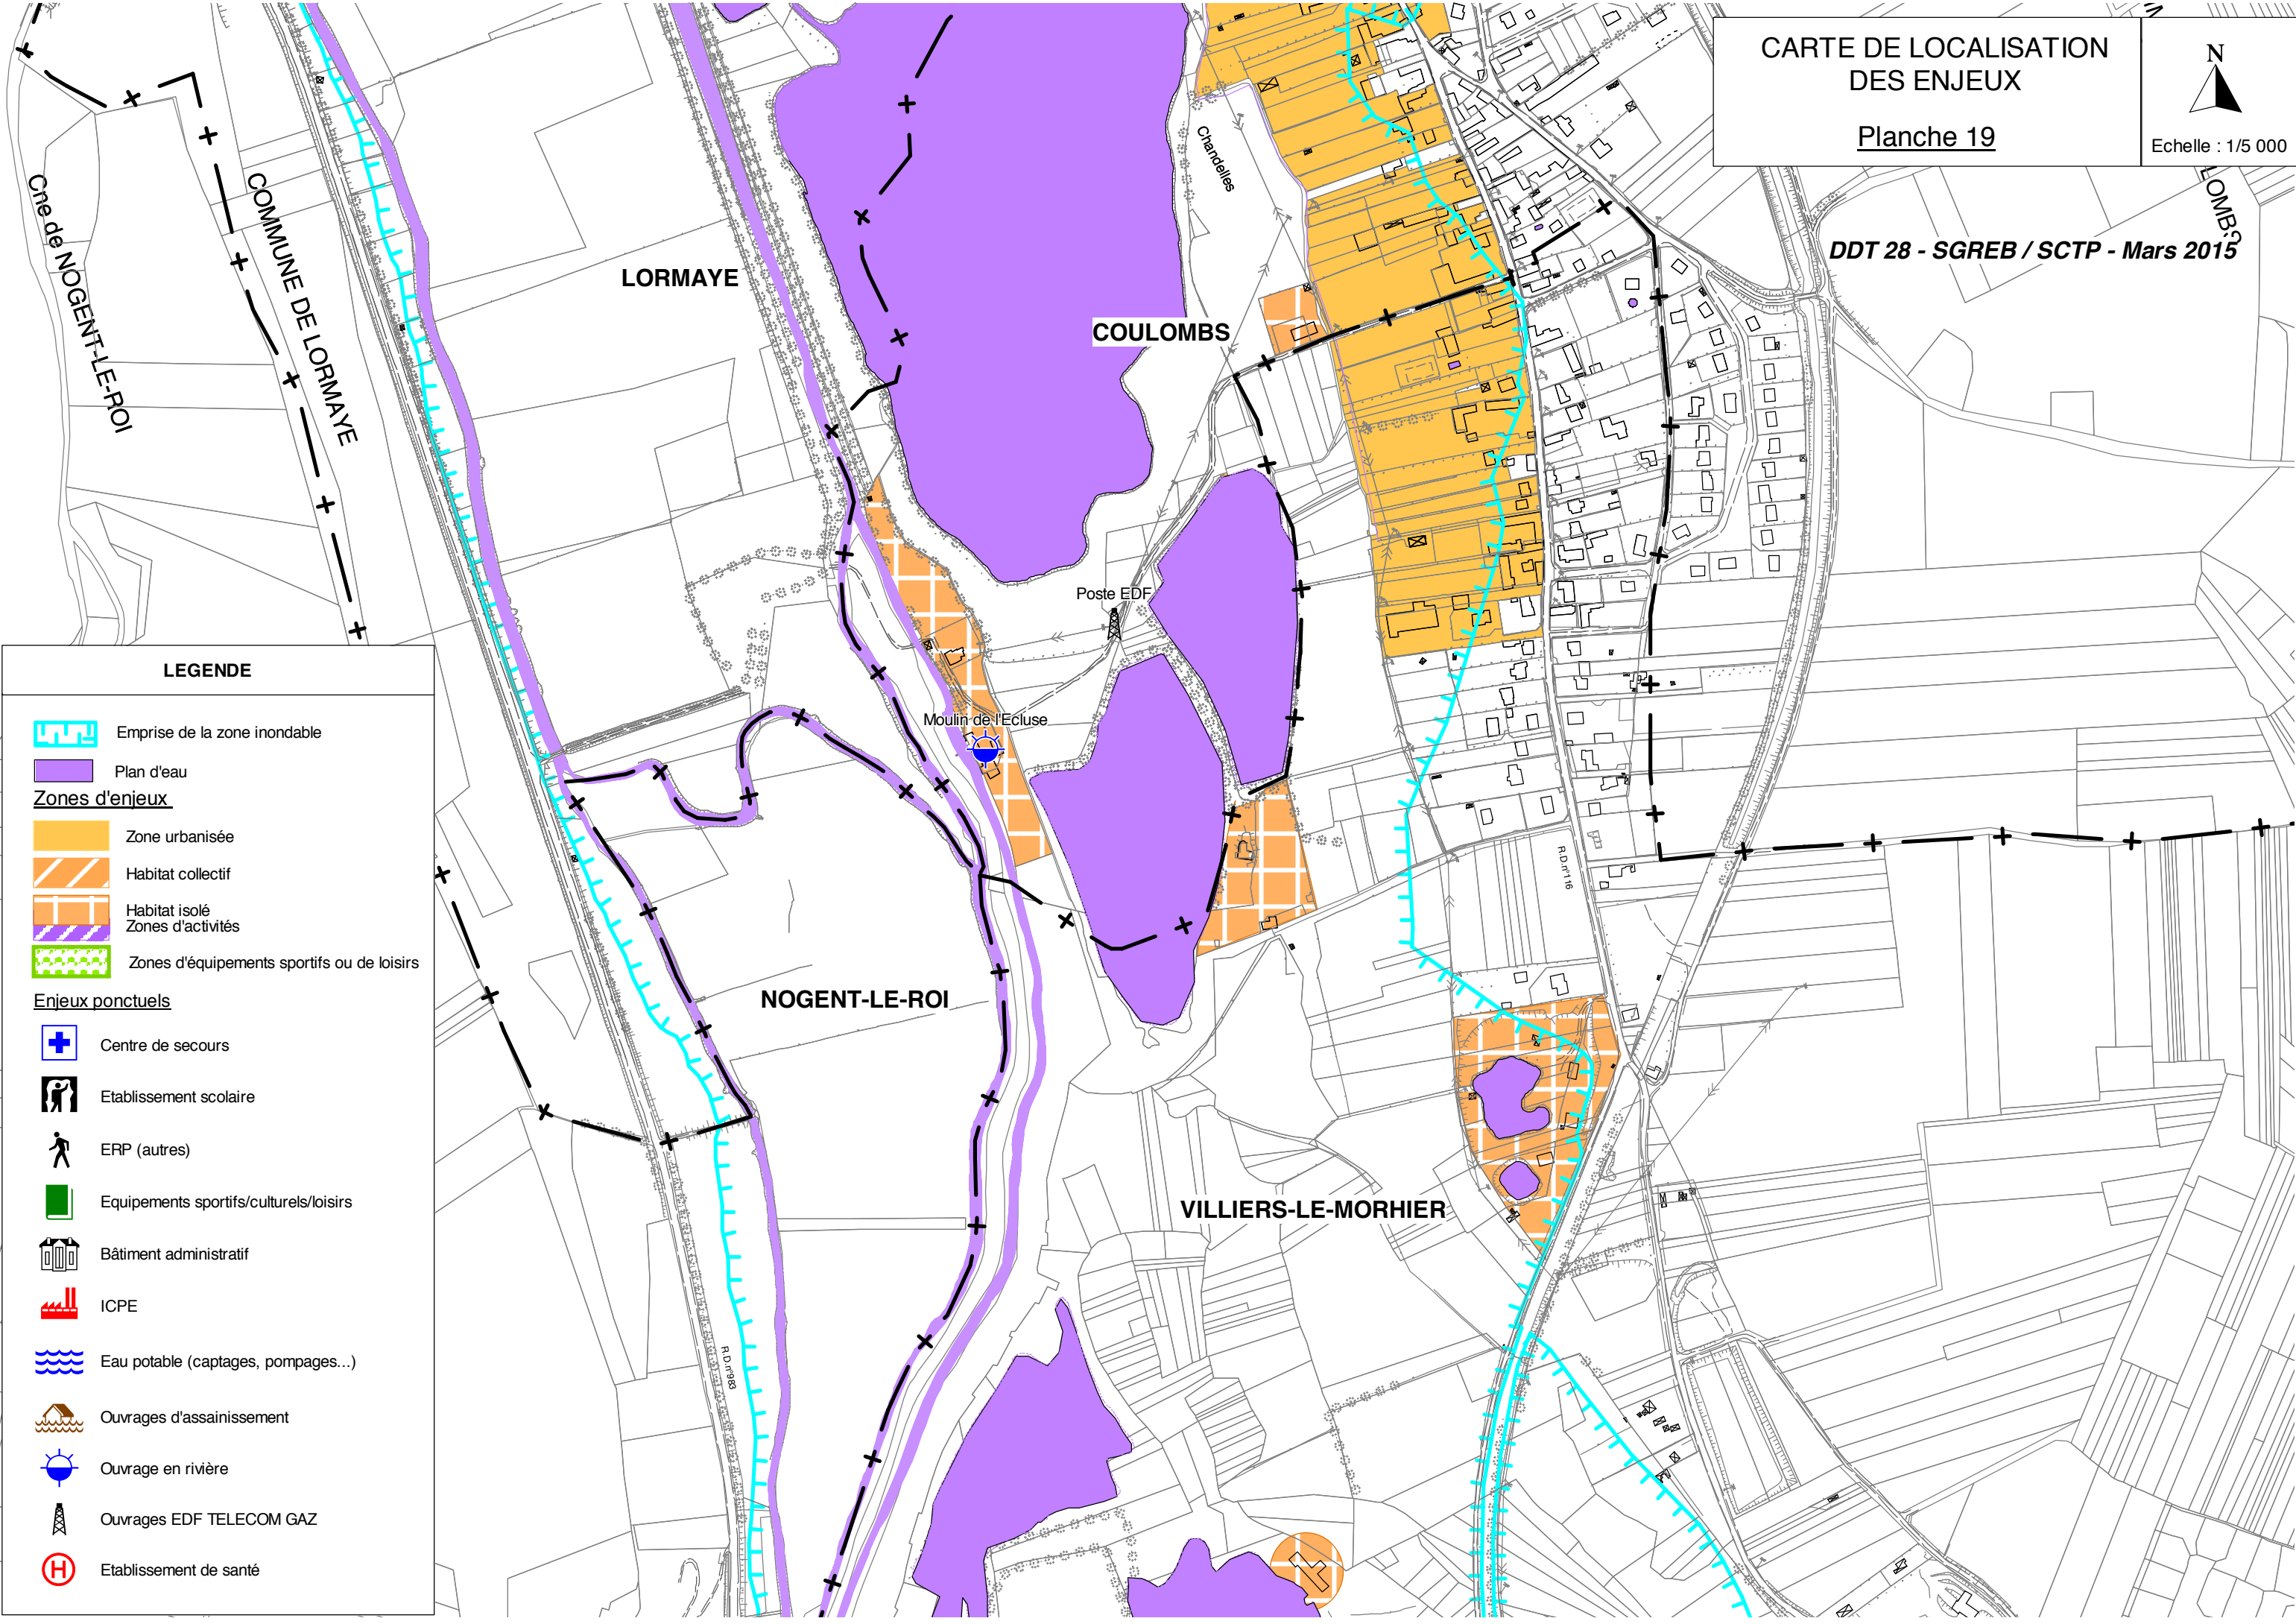 CARTE DE LOCALISATION
DES ENJEUX
Planche 19
N
Echelle : 1/5 000
DDT 28 - SGREB / SCTP - Mars 2015
Cne de NOGENT-LE-ROI
COMMUNE DE LORMAYE
LORMAYE
Chandelles
COULOMBS
Poste EDF
Moulin de l'Ecluse
R.D.n°116
NOGENT-LE-ROI
VILLIERS-LE-MORHIER
R.D.n°983
LEGENDE
Emprise de la zone inondable
Plan d'eau
Zones d'enjeux
Zone urbanisée
Habitat collectif
Habitat isolé
Zones d'activités
Zones d'équipements sportifs ou de loisirs
Enjeux ponctuels
Centre de secours
Etablissement scolaire
ERP (autres)
Equipements sportifs/culturels/loisirs
Bâtiment administratif
ICPE
Eau potable (captages, pompages...)
Ouvrages d'assainissement
Ouvrage en rivière
Ouvrages EDF TELECOM GAZ
H
Etablissement de santé